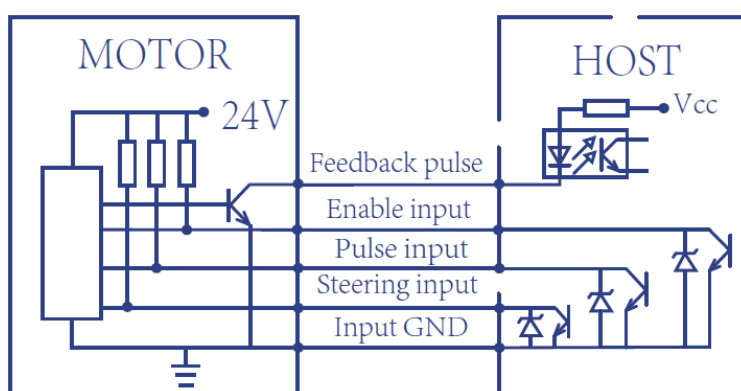 MOTOR
HOST
24V
Vcc
Feedback pulse
Enable input
Pulse input
Steering input
Input GND